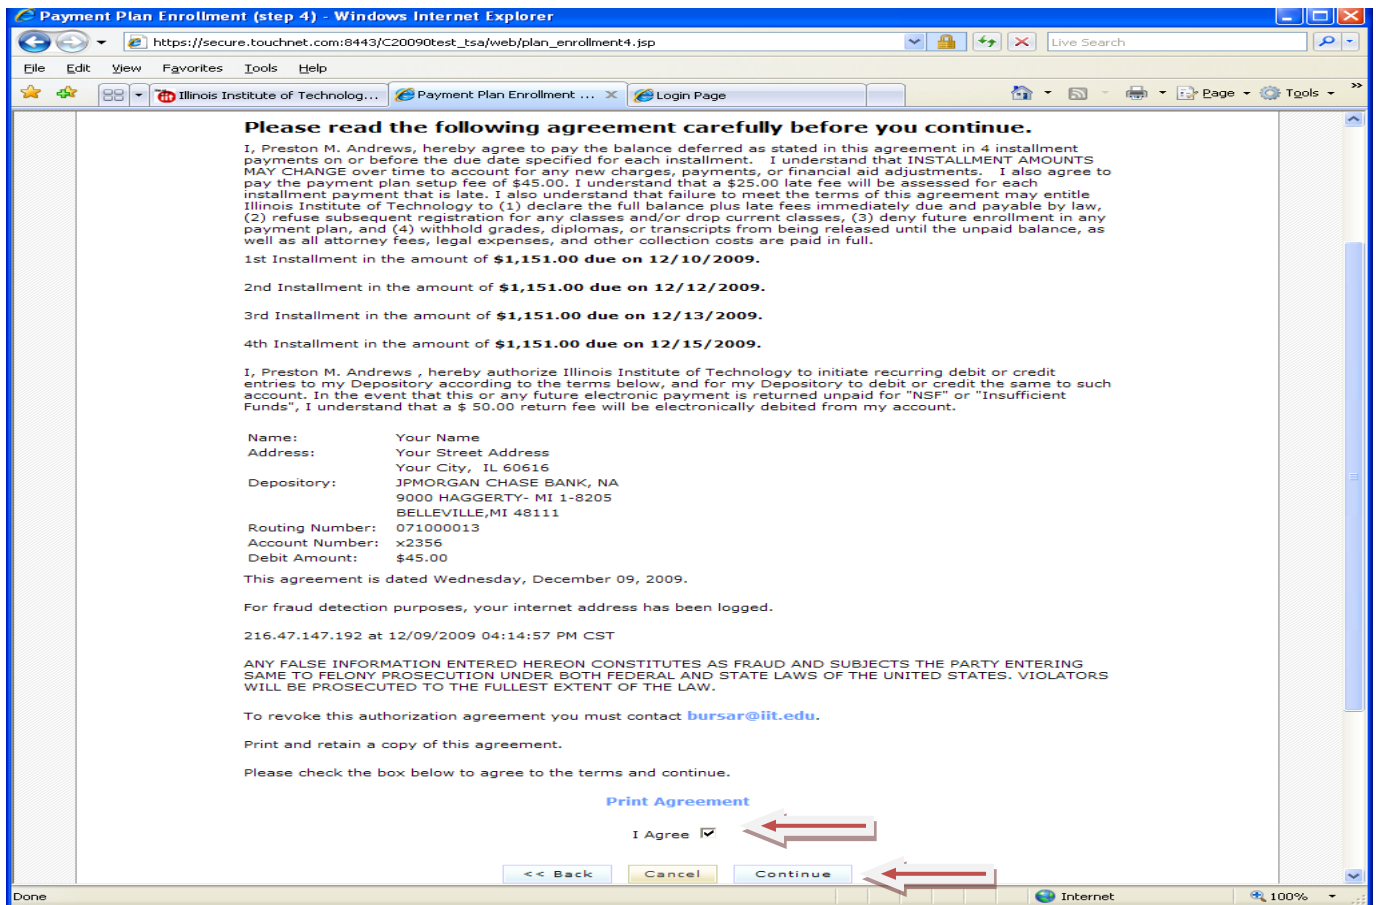 Payment Plan Enrollment (step 4) - Windows Internet Explorer
https://secure.touchnet.com:8443/C20090test_tsa/web/plan_enrollment4.jsp
Live Search
File Edit View Favorites Tools Help
Illinois Institute of Technolog... Payment Plan Enrollment ... Login Page Page Tools
Please read the following agreement carefully before you continue.
I, Preston M. Andrews, hereby agree to pay the balance deferred as stated in this agreement in 4 installment
payments on or before the due date specified for each installment. I understand that INSTALLMENT AMOUNTS
MAY CHANGE over time to account for any new charges, payments, or financial aid adjustments. I also agree to
pay the payment plan setup fee of $45.00. I understand that a $25.00 late fee will be assessed for each
installment payment that is late. I also understand that failure to meet the terms of this agreement may entitle
Illinois Institute of Technology to (1) declare the full balance plus late fees immediately due and payable by law,
(2) refuse subsequent registration for any classes and/or drop current classes, (3) deny future enrollment in any
payment plan, and (4) withhold grades, diplomas, or transcripts from being released until the unpaid balance, as
well as all attorney fees, legal expenses, and other collection costs are paid in full.
1st Installment in the amount of $1,151.00 due on 12/10/2009.
2nd Installment in the amount of $1,151.00 due on 12/12/2009.
3rd Installment in the amount of $1,151.00 due on 12/13/2009.
4th Installment in the amount of $1,151.00 due on 12/15/2009.
I, Preston M. Andrews , hereby authorize Illinois Institute of Technology to initiate recurring debit or credit
entries to my Depository according to the terms below, and for my Depository to debit or credit the same to such
account. In the event that this or any future electronic payment is returned unpaid for "NSF" or "Insufficient
Funds", I understand that a $ 50.00 return fee will be electronically debited from my account.
Name: Your Name
Address: Your Street Address
Your City, IL 60616
Depository: JPMORGAN CHASE BANK, NA
9000 HAGGERTY- MI 1-8205
BELLEVILLE,MI 48111
Routing Number: 071000013
Account Number: x2356
Debit Amount: $45.00
This agreement is dated Wednesday, December 09, 2009.
For fraud detection purposes, your internet address has been logged.
216.47.147.192 at 12/09/2009 04:14:57 PM CST
ANY FALSE INFORMATION ENTERED HEREON CONSTITUTES AS FRAUD AND SUBJECTS THE PARTY ENTERING
SAME TO FELONY PROSECUTION UNDER BOTH FEDERAL AND STATE LAWS OF THE UNITED STATES. VIOLATORS
WILL BE PROSECUTED TO THE FULLEST EXTENT OF THE LAW.
To revoke this authorization agreement you must contact bursar@iit.edu.
Print and retain a copy of this agreement.
Please check the box below to agree to the terms and continue.
Print Agreement
I Agree
<< Back Cancel Continue
Done Internet 100%